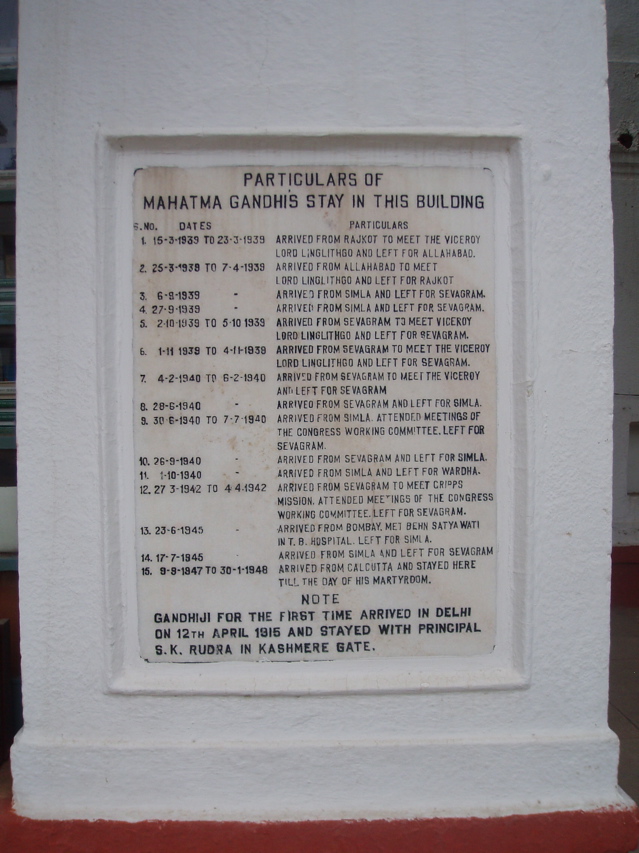 PARTICULARS OF
MAHATMA GANDHI'S STAY IN THIS BUILDING
S.NO. DATES PARTICULARS
1. 15-3-1939 TO 23-3-1939 ARRIVED FROM RAJKOT TO MEET THE VICEROY
LORD LINGLITHGO AND LEFT FOR ALLAHABAD.
2. 25-3-1939 TO 7-4-1939 ARRIVED FROM ALLAHABAD TO MEET
LORD LINGLITHGO AND LEFT FOR RAJKOT
3. 6-9-1939 - ARRIVED FROM SIMLA AND LEFT FOR SEVAGRAM.
4. 27-9-1939 - ARRIVED FROM SIMLA AND LEFT FOR SEVAGRAM.
5. 2-10-1939 TO 5-10-1939 ARRIVED FROM SEVAGRAM TO MEET VICEROY
LORD LINGLITHGO AND LEFT FOR SEVAGRAM.
6. 1-11-1939 TO 4-11-1939 ARRIVED FROM SEVAGRAM TO MEET THE VICEROY
LORD LINGLITHGO AND LEFT FOR SEVAGRAM.
7. 4-2-1940 TO 6-2-1940 ARRIVED FROM SEVAGRAM TO MEET THE VICEROY
AND LEFT FOR SEVAGRAM
8. 28-6-1940 - ARRIVED FROM SEVAGRAM AND LEFT FOR SIMLA.
9. 30-6-1940 TO 7-7-1940 ARRIVED FROM SIMLA. ATTENDED MEETINGS OF
THE CONGRESS WORKING COMMITTEE. LEFT FOR
SEVAGRAM.
10. 26-9-1940 - ARRIVED FROM SEVAGRAM AND LEFT FOR SIMLA.
11. 1-10-1940 - ARRIVED FROM SIMLA AND LEFT FOR WARDHA.
12. 27-3-1942 TO 4-4-1942 ARRIVED FROM SEVAGRAM TO MEET CRIPPS
MISSION. ATTENDED MEETINGS OF THE CONGRESS
WORKING COMMITTEE. LEFT FOR SEVAGRAM.
13. 23-6-1945 - ARRIVED FROM BOMBAY. MET BEHN SATYAWATI
IN T. B. HOSPITAL. LEFT FOR SIMLA.
14. 17-7-1945 - ARRIVED FROM SIMLA AND LEFT FOR SEVAGRAM
15. 9-9-1947 TO 30-1-1948 ARRIVED FROM CALCUTTA AND STAYED HERE
TILL THE DAY OF HIS MARTYROOM.
NOTE
GANDHIJI FOR THE FIRST TIME ARRIVED IN DELHI
ON 12TH APRIL 1915 AND STAYED WITH PRINCIPAL
S.K. RUDRA IN KASHMERE GATE.